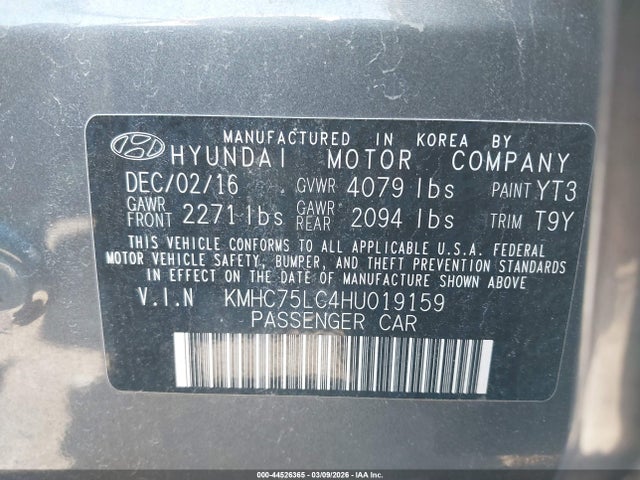 MANUFACTURED IN KOREA BY
HYUNDAI MOTOR COMPANY
DEC/02/16 GVWR 4079 lbs PAINT YT3
GAWR FRONT 2271 lbs GAWR REAR 2094 lbs TRIM T9Y
THIS VEHICLE CONFORMS TO ALL APPLICABLE U.S.A. FEDERAL
MOTOR VEHICLE SAFETY, BUMPER, AND THEFT PREVENTION STANDARDS
IN EFFECT ON THE DATE OF MANUFACTURE SHOWN ABOVE.
V.I.N KMHC75LC4HU019159
PASSENGER CAR
000-44526365 - 03/09/2026 - IAA Inc.